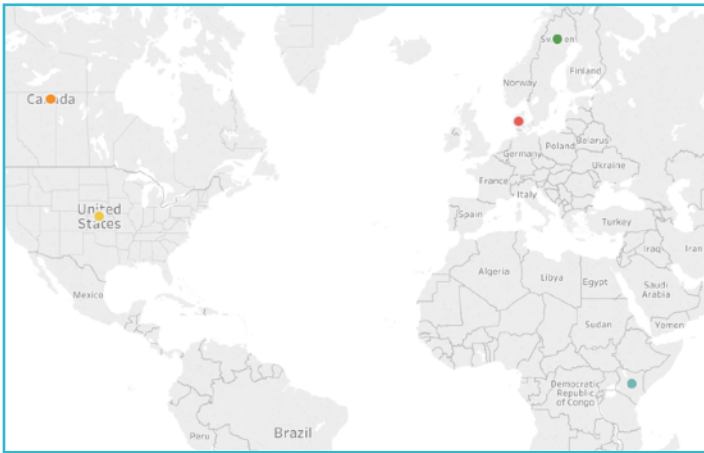 Sweden
Finland
Norway
Canada
Belarus
Poland
Germany
Ukraine
France
Italy
United
States
Spain
Turkey
Iraq
Iran
Algeria
Libya
Egypt
Saudi
Arabia
Mexico
Sudan
Yemen
Democratic
Republic
of Congo
Peru
Brazil